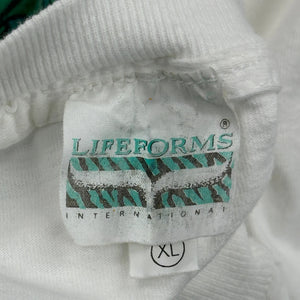 ®
LIFEFORMS
INTERNATIONAL
XL